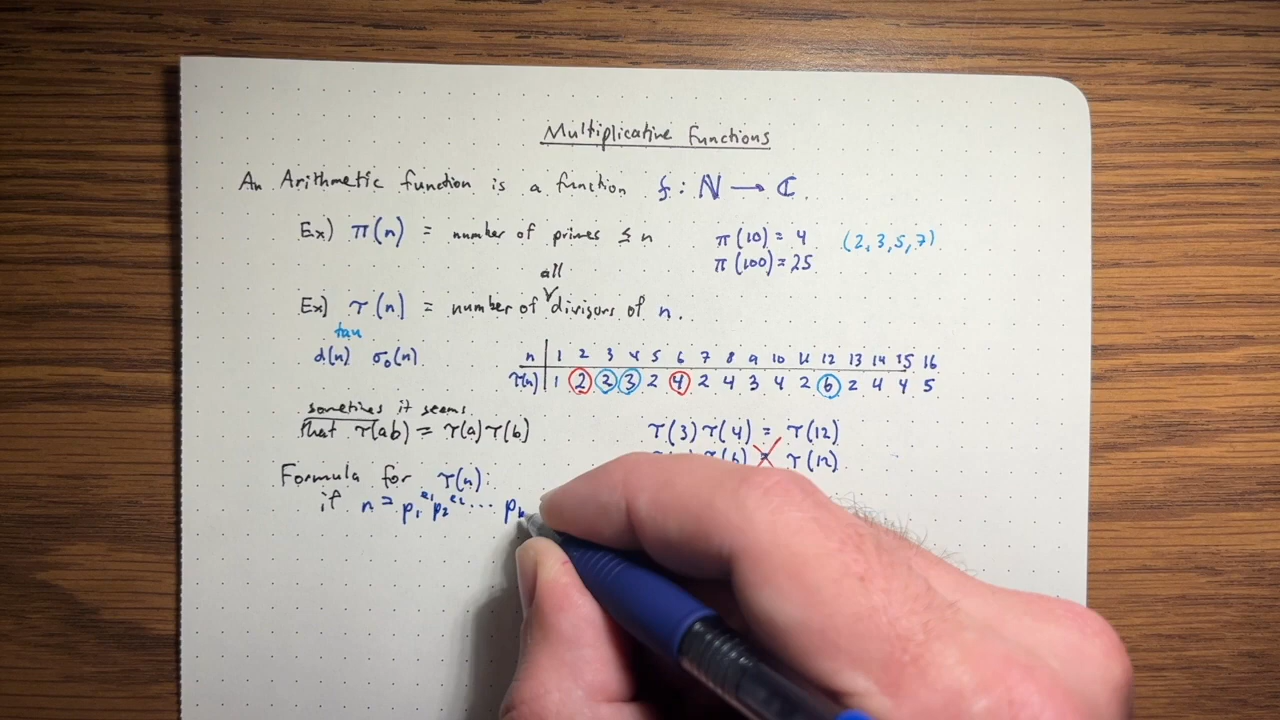 Multiplicative Functions
An Arithmetic function is a function f : ℕ → ℂ.
Ex) π(n) = number of primes ≤ n π(10) = 4 (2,3,5,7)
π(100) = 25
all
Ex) τ(n) = number of divisors of n.
tau
d(n) σ₀(n)
n 1 2 3 4 5 6 7 8 9 10 11 12 13 14 15 16
τ(n) 1 2 2 3 2 4 2 4 3 4 2 6 2 4 4 5
sometimes it seems
that τ(ab) = τ(a)τ(b) τ(3)τ(4) = τ(12)
τ(6) = τ(12)
Formula for τ(n):
if n = p₁^e₁ p₂^e₂ ... pₖ